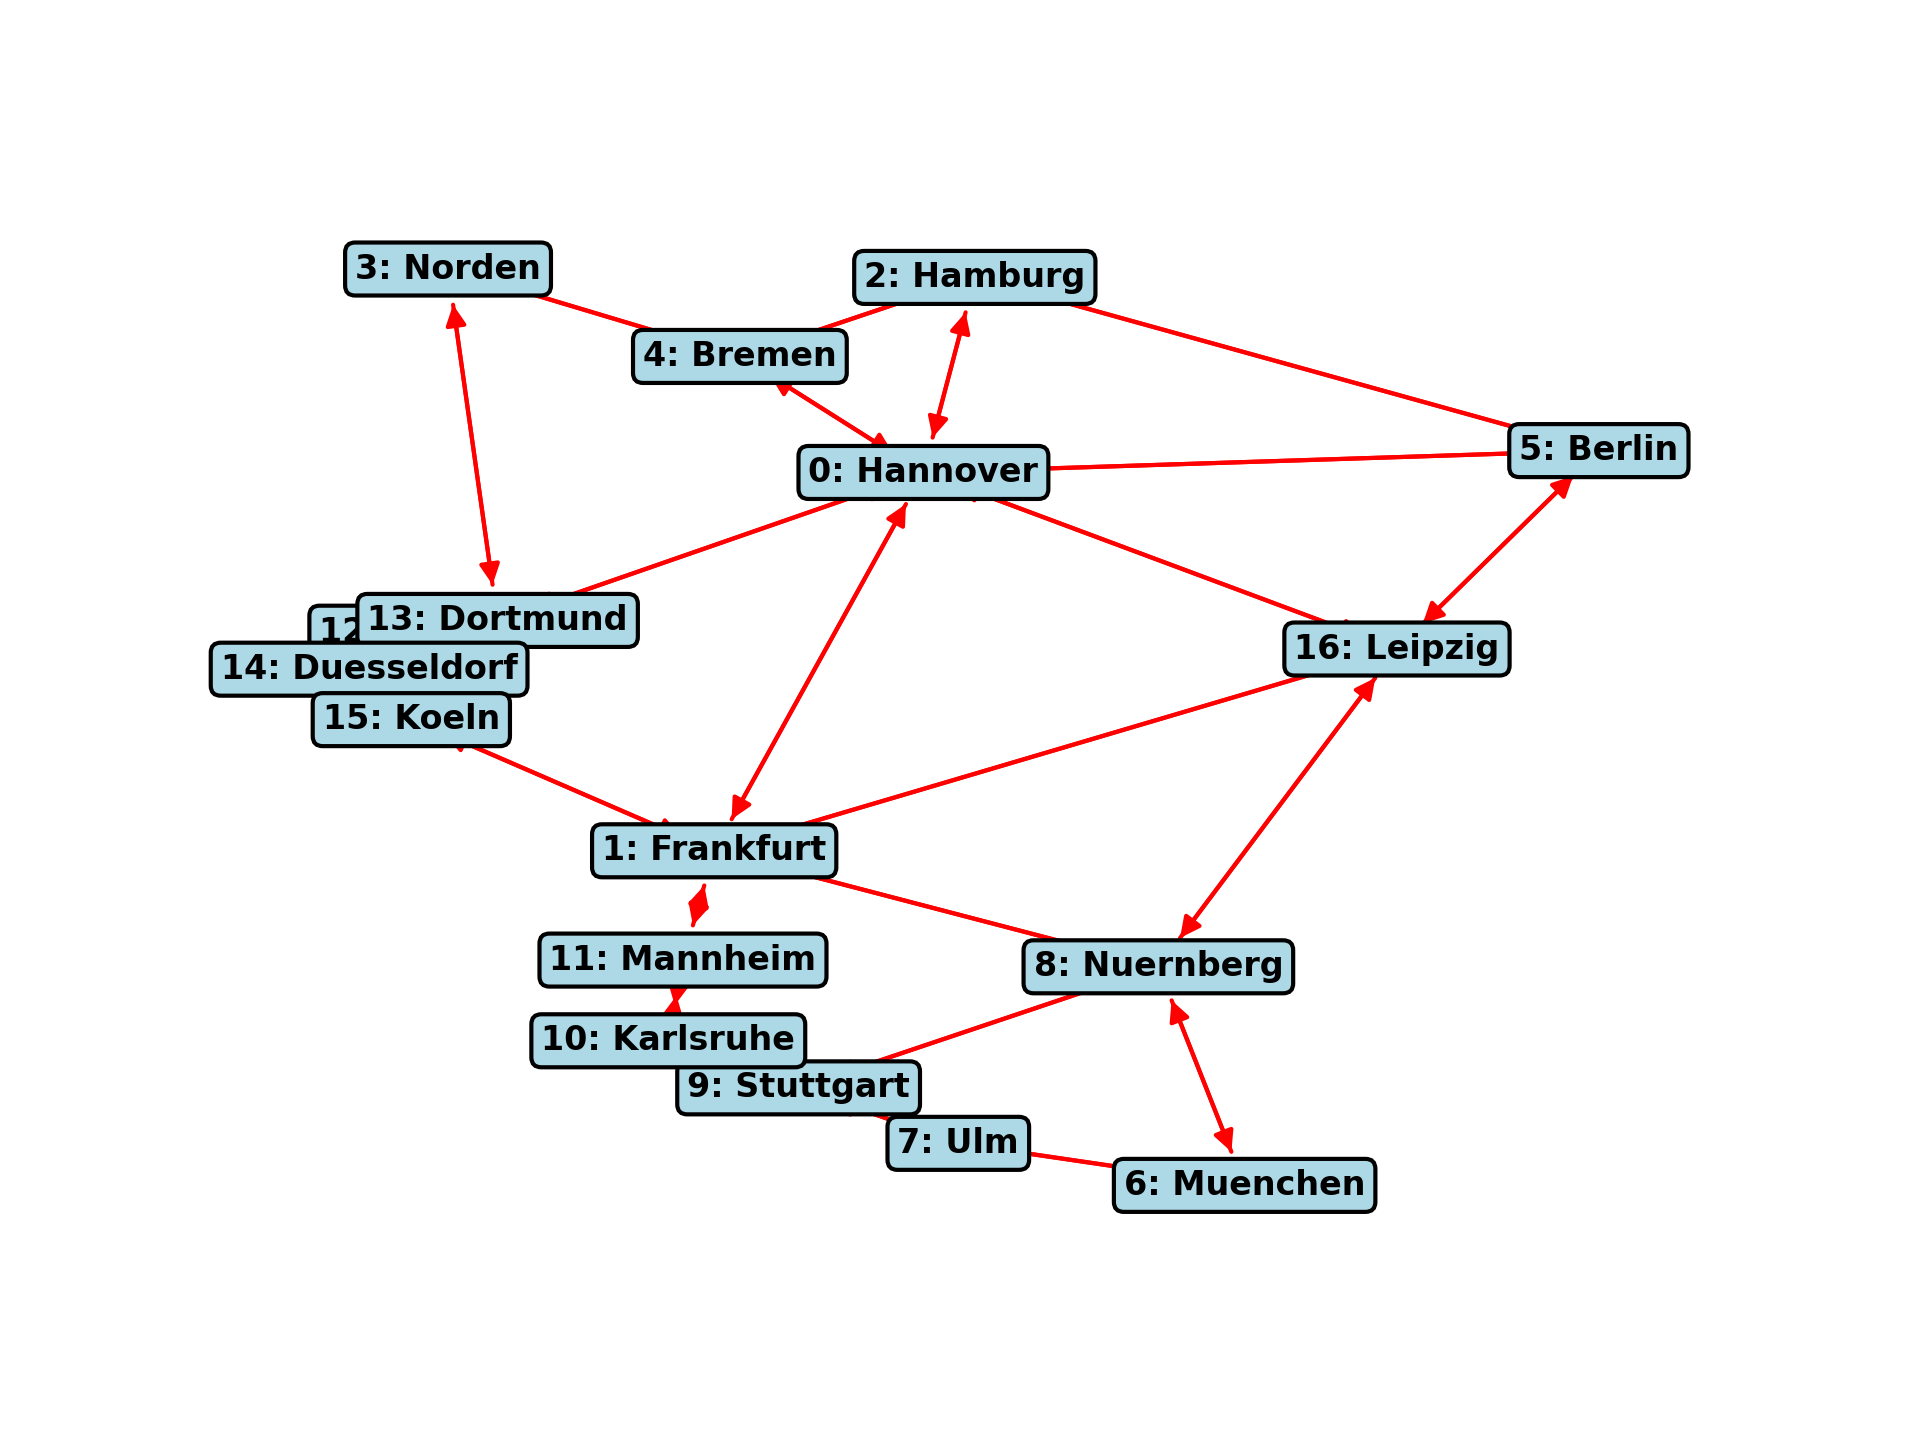 3: Norden
2: Hamburg
4: Bremen
5: Berlin
0: Hannover
13: Dortmund
12
16: Leipzig
14: Duesseldorf
15: Koeln
1: Frankfurt
11: Mannheim
8: Nuernberg
10: Karlsruhe
9: Stuttgart
7: Ulm
6: Muenchen